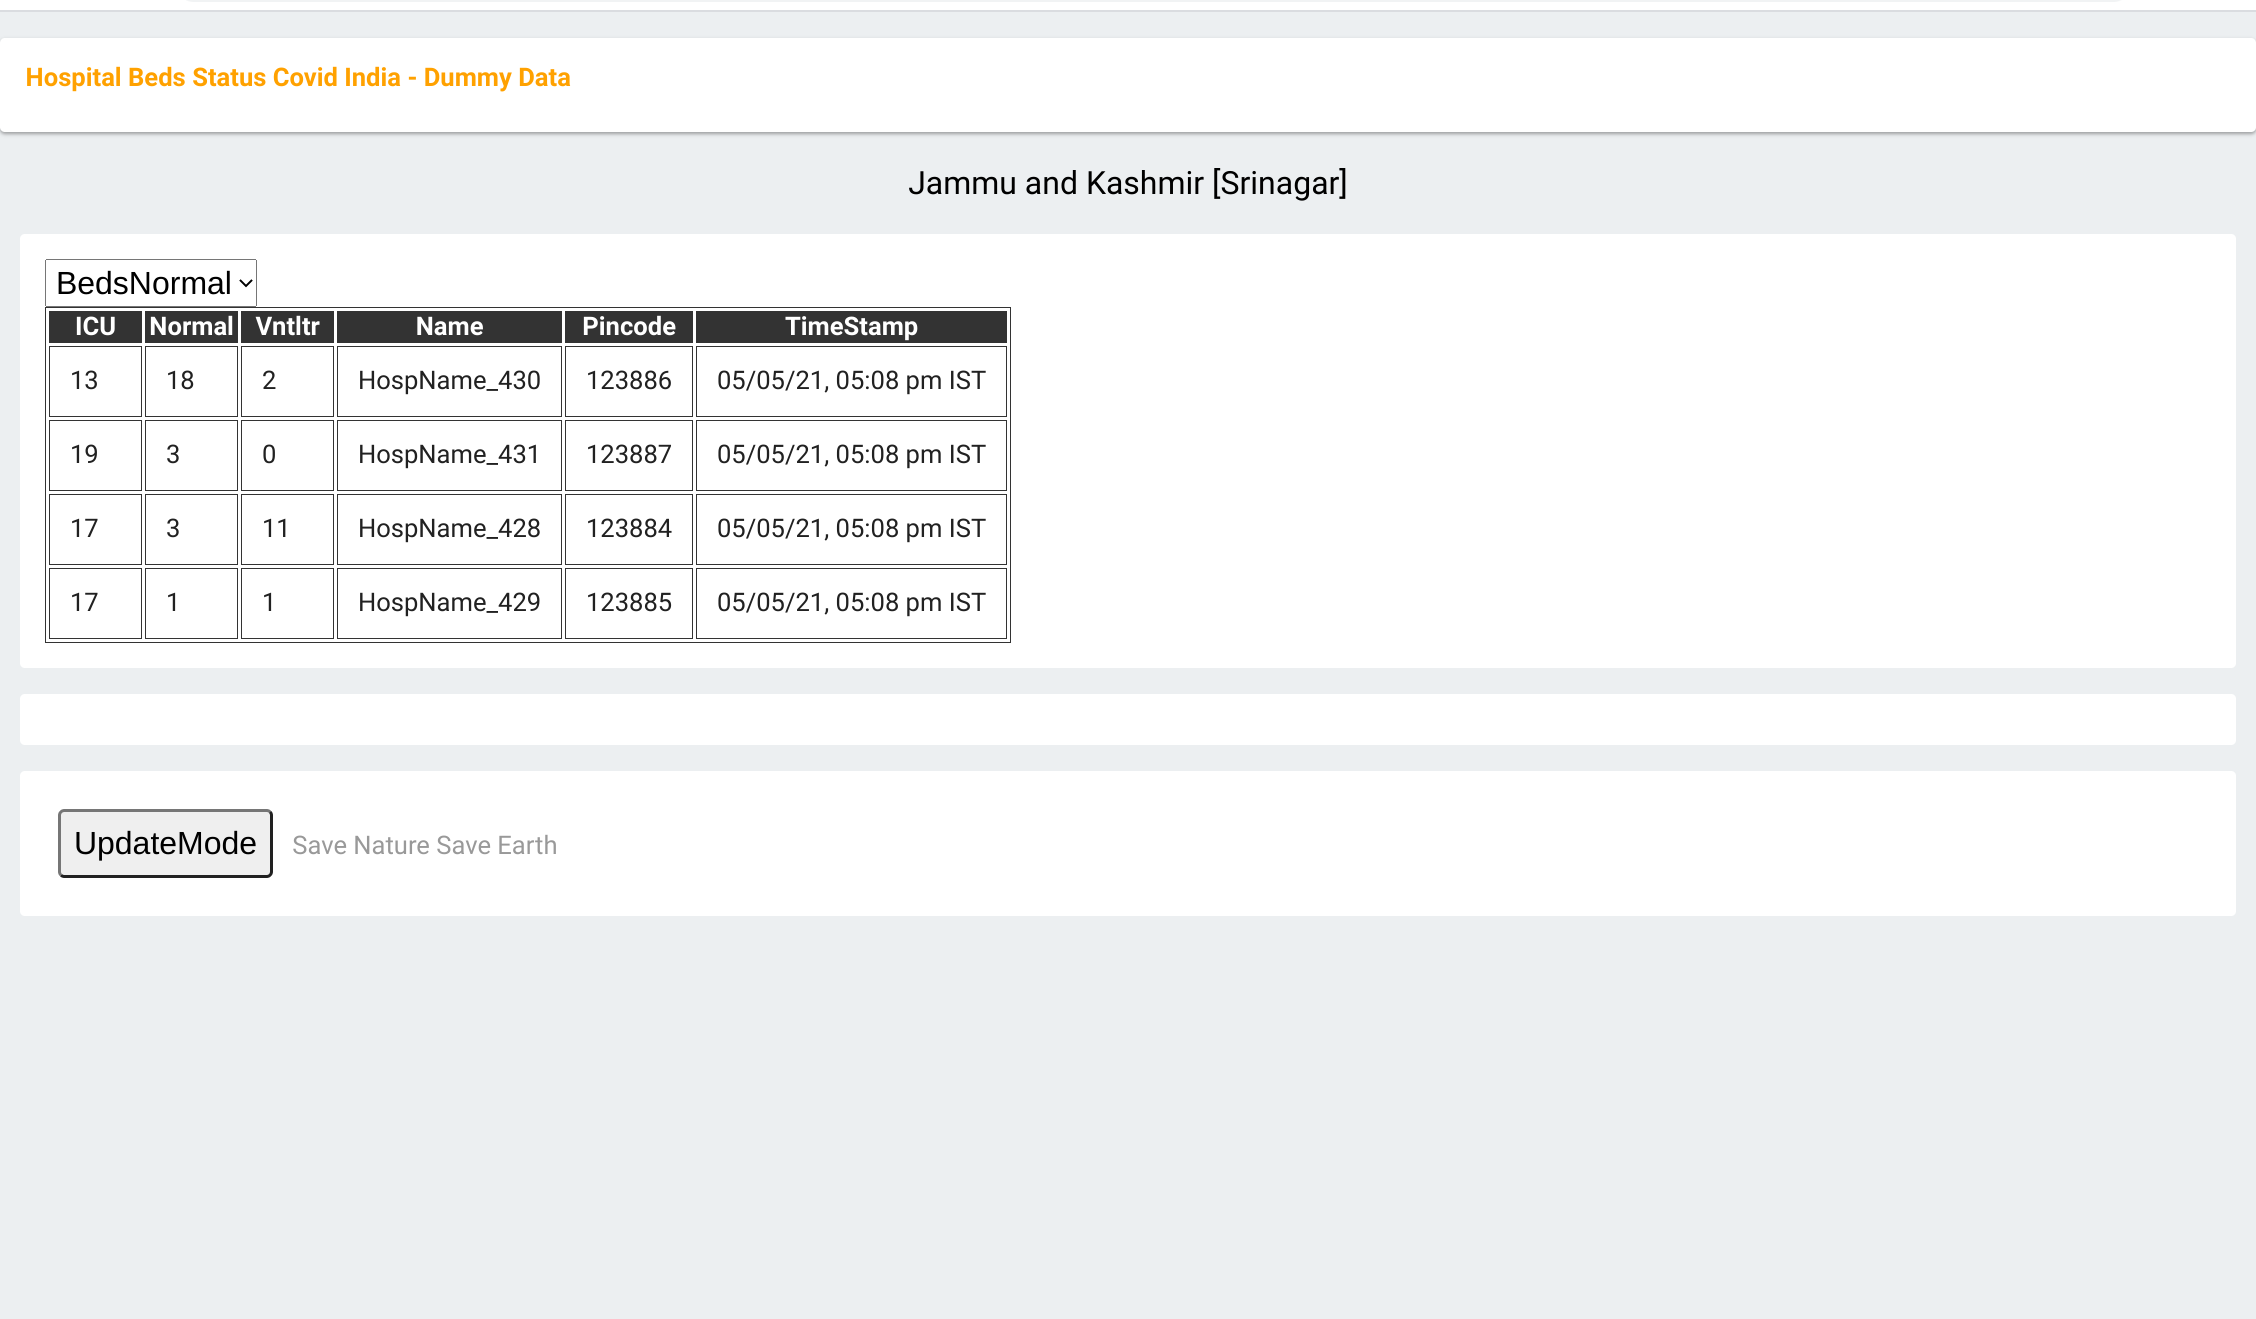 Hospital Beds Status Covid India - Dummy Data
Jammu and Kashmir [Srinagar]
BedsNormal
ICU Normal Vntltr Name Pincode TimeStamp
13 18 2 HospName_430 123886 05/05/21, 05:08 pm IST
19 3 0 HospName_431 123887 05/05/21, 05:08 pm IST
17 3 11 HospName_428 123884 05/05/21, 05:08 pm IST
17 1 1 HospName_429 123885 05/05/21, 05:08 pm IST
UpdateMode Save Nature Save Earth